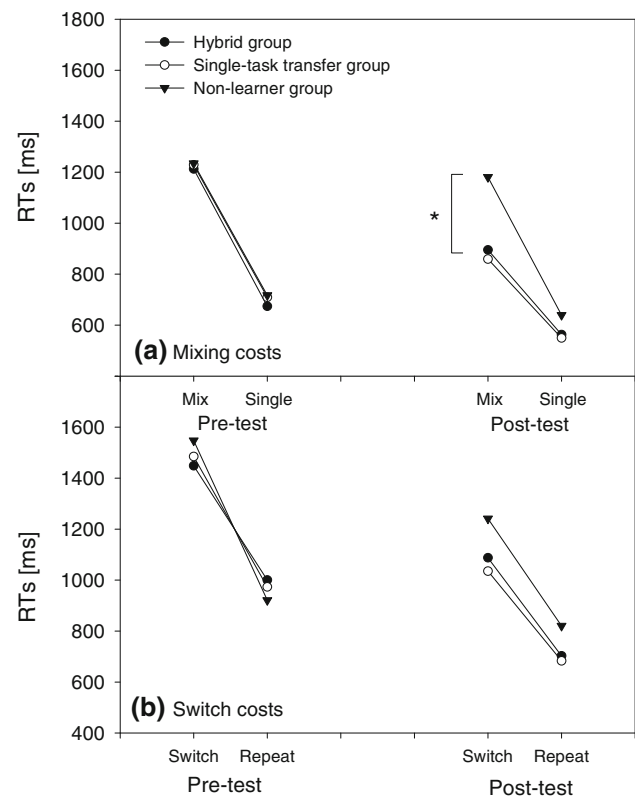 1800
Hybrid group
Single-task transfer group
1600
Non-learner group
1400
1200
*
1000
800
600
RTs [ms]
(a) Mixing costs
Mix Single Mix Single
Pre-test Post-test
1600
1400
1200
1000
800
600
400
RTs [ms]
(b) Switch costs
Switch Repeat Switch Repeat
Pre-test Post-test